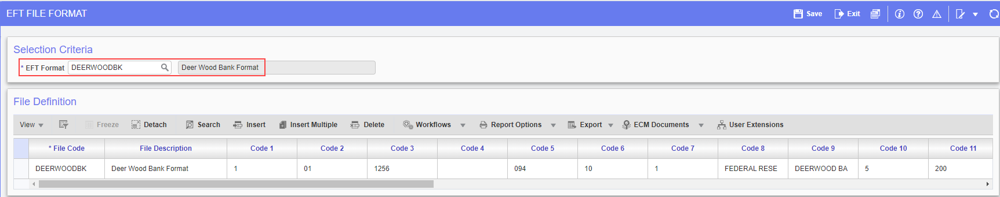 EFT FILE FORMAT Save Exit
Selection Criteria
* EFT Format DEERWOODBK Deer Wood Bank Format
File Definition
View Freeze Detach Search Insert Insert Multiple Delete Workflows Report Options Export ECM Documents User Extensions
* File Code File Description Code 1 Code 2 Code 3 Code 4 Code 5 Code 6 Code 7 Code 8 Code 9 Code 10 Code 11
DEERWOODBK Deer Wood Bank Format 1 01 1256 094 10 1 FEDERAL RESE DEERWOOD BA 5 200